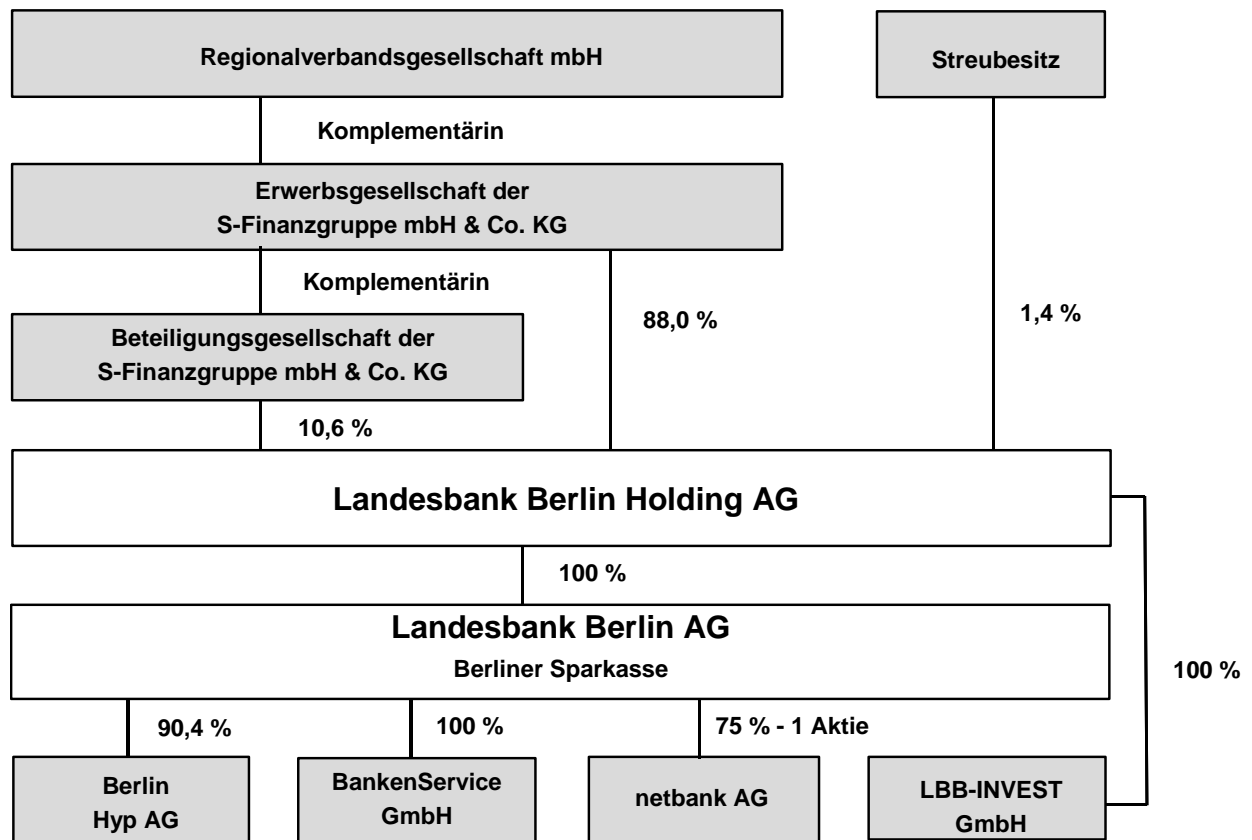 Regionalverbandsgesellschaft mbH
Streubesitz
Komplementärin
Erwerbsgesellschaft der
S-Finanzgruppe mbH & Co. KG
Komplementärin
88,0 %
1,4 %
Beteiligungsgesellschaft der
S-Finanzgruppe mbH & Co. KG
10,6 %
Landesbank Berlin Holding AG
100 %
Landesbank Berlin AG
Berliner Sparkasse
100 %
90,4 %
100 %
75 % - 1 Aktie
Berlin
Hyp AG
BankenService
GmbH
netbank AG
LBB-INVEST
GmbH